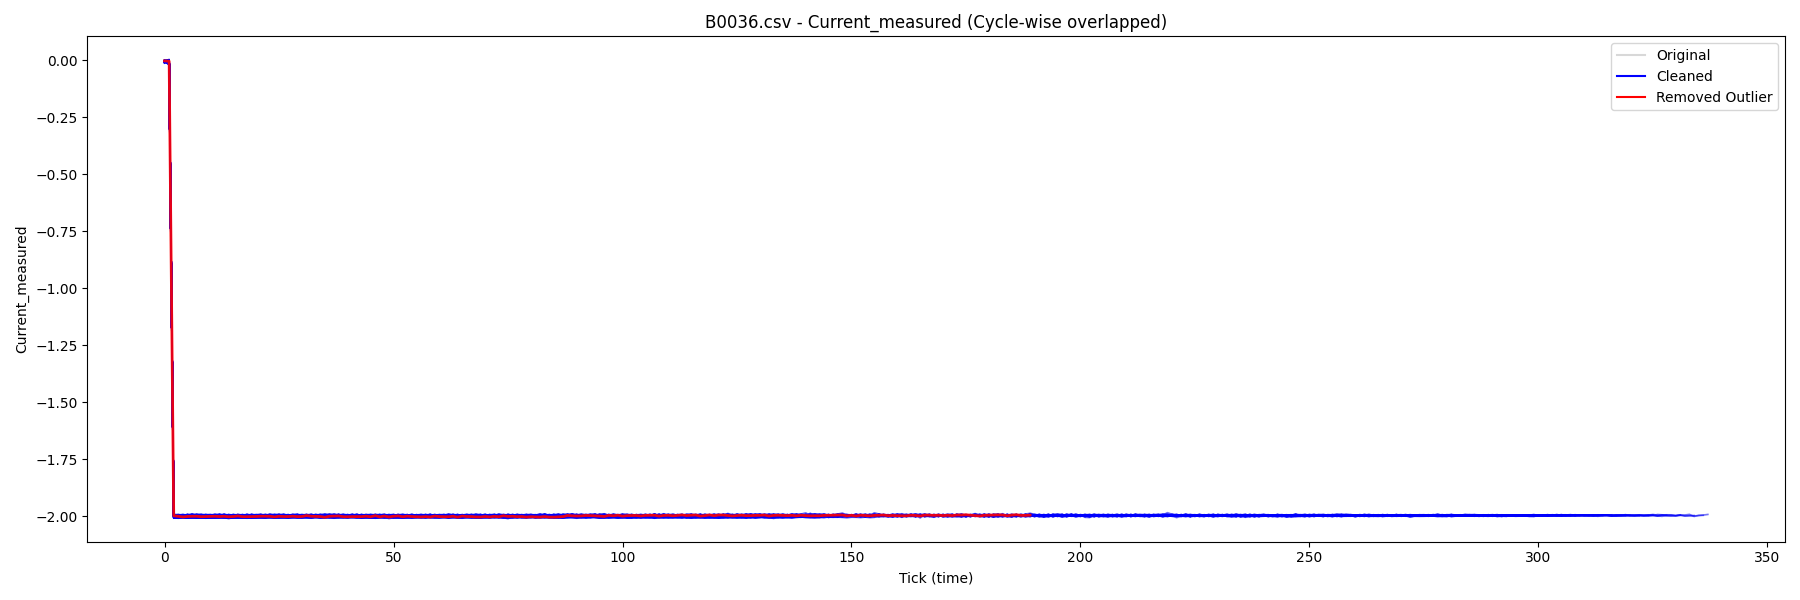 B0036.csv - Current_measured (Cycle-wise overlapped)
Original
Cleaned
Removed Outlier
Current_measured
0.00
−0.25
−0.50
−0.75
−1.00
−1.25
−1.50
−1.75
−2.00
0 50 100 150 200 250 300 350
Tick (time)